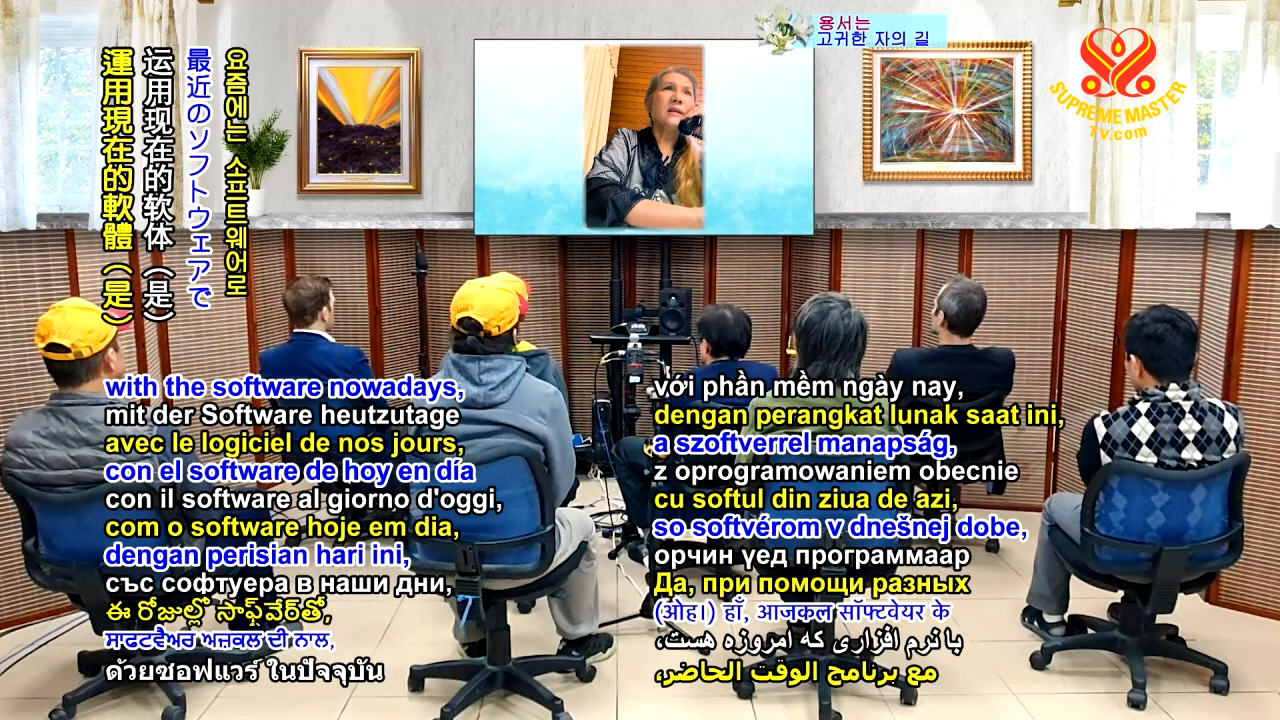 용서는
고귀한 자의 길
SUPREME MASTER
TV.com
運用現在的軟體（是）
运用现在的软体（是）
最近のソフトウェアで
요즘에는 소프트웨어로
with the software nowadays,
mit der Software heutzutage
avec le logiciel de nos jours,
con el software de hoy en día
con il software al giorno d'oggi,
com o software hoje em dia,
dengan perisian hari ini,
със софтуера в наши дни,
ఈ రోజుల్లో సాఫ్ట్‌వేర్‌తో,
ਸਾਫਟਵੈਅਰ ਅਜਕਲ ਦੀ ਨਾਲ,
ด้วยซอฟแวร์ ในปัจจุบัน
với phần mềm ngày nay,
dengan perangkat lunak saat ini,
a szoftverrel manapság,
z oprogramowaniem obecnie
cu softul din ziua de azi,
so softvérom v dnešnej dobe,
орчин үед программаар
Да, при помощи разных
(ओह।) हाँ, आजकल सॉफ्टवेयर के
با نرم افزاری که امروزه هست،
مع برنامج الوقت الحاضر،